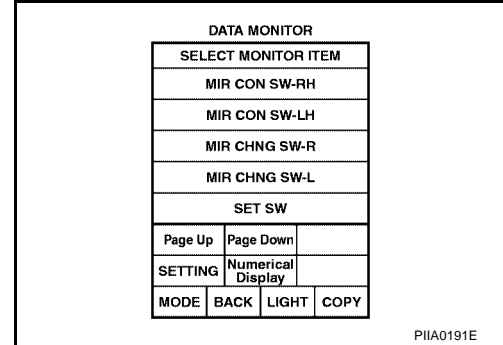 DATA MONITOR
SELECT MONITOR ITEM
MIR CON SW-RH
MIR CON SW-LH
MIR CHNG SW-R
MIR CHNG SW-L
SET SW
Page Up Page Down
SETTING Numerical Display
MODE BACK LIGHT COPY
PIIA0191E